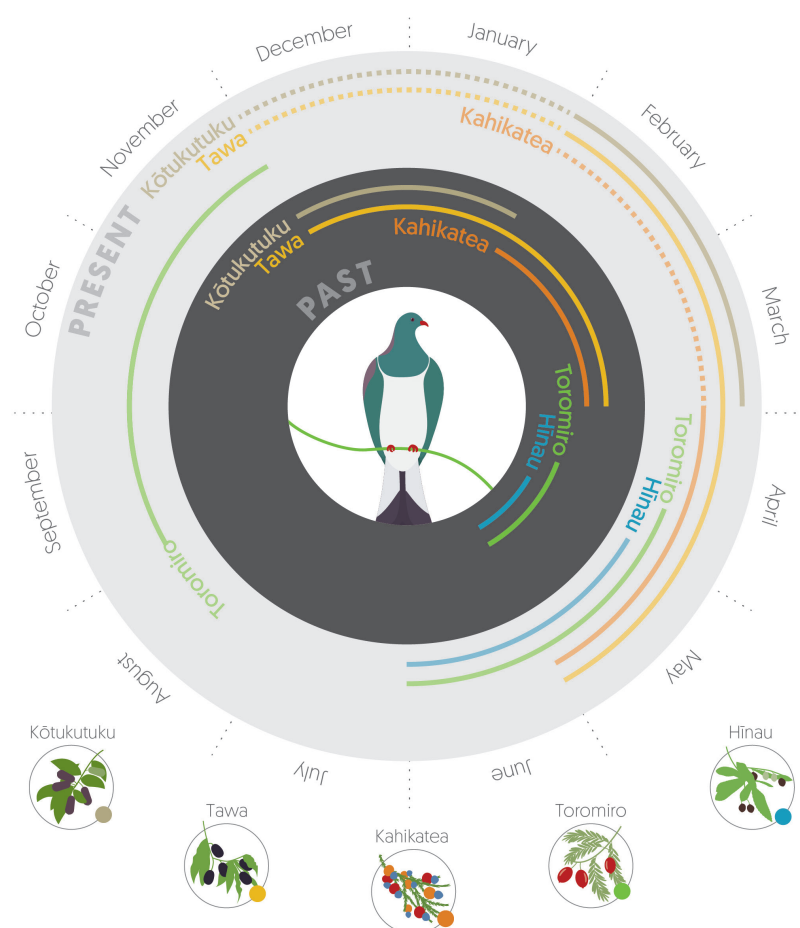 December
January
November
February
October
March
September
April
August
May
July
June
PRESENT
Kōtukutuku
Tawa
Kahikatea
Toromiro
Hīnau
Toromiro
PAST
Kōtukutuku
Tawa
Kahikatea
Toromiro
Hīnau
Kōtukutuku
Tawa
Kahikatea
Toromiro
Hīnau